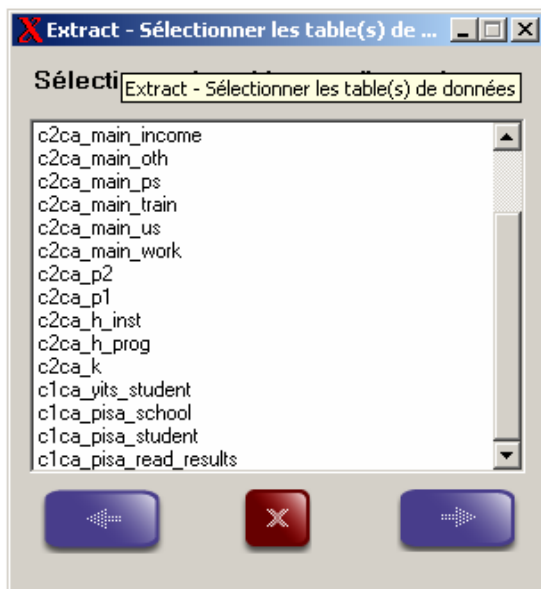 Extract - Sélectionner les table(s) de ...
Sélecti
Extract - Sélectionner les table(s) de données
c2ca_main_income
c2ca_main_oth
c2ca_main_ps
c2ca_main_train
c2ca_main_us
c2ca_main_work
c2ca_p2
c2ca_p1
c2ca_h_inst
c2ca_h_prog
c2ca_k
c1ca_yits_student
c1ca_pisa_school
c1ca_pisa_student
c1ca_pisa_read_results